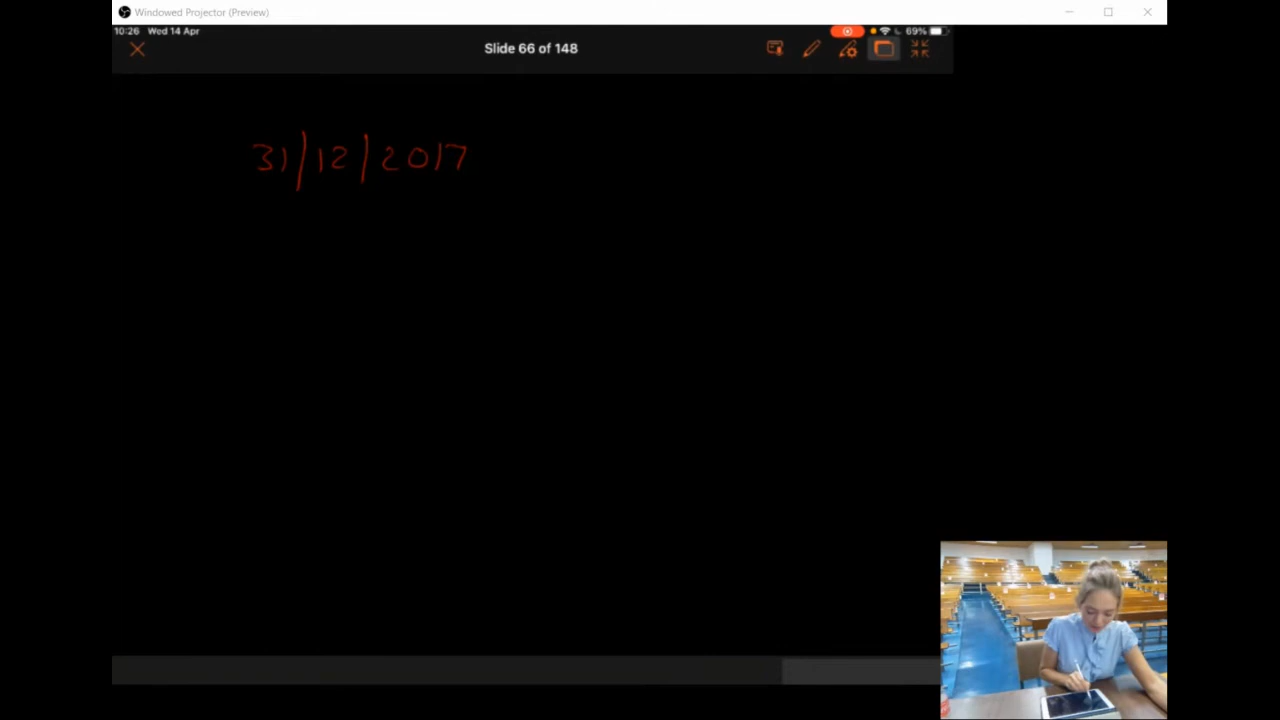 Windowed Projector (Preview)
10:26 Wed 14 Apr
69%
Slide 66 of 148
31/12/2017